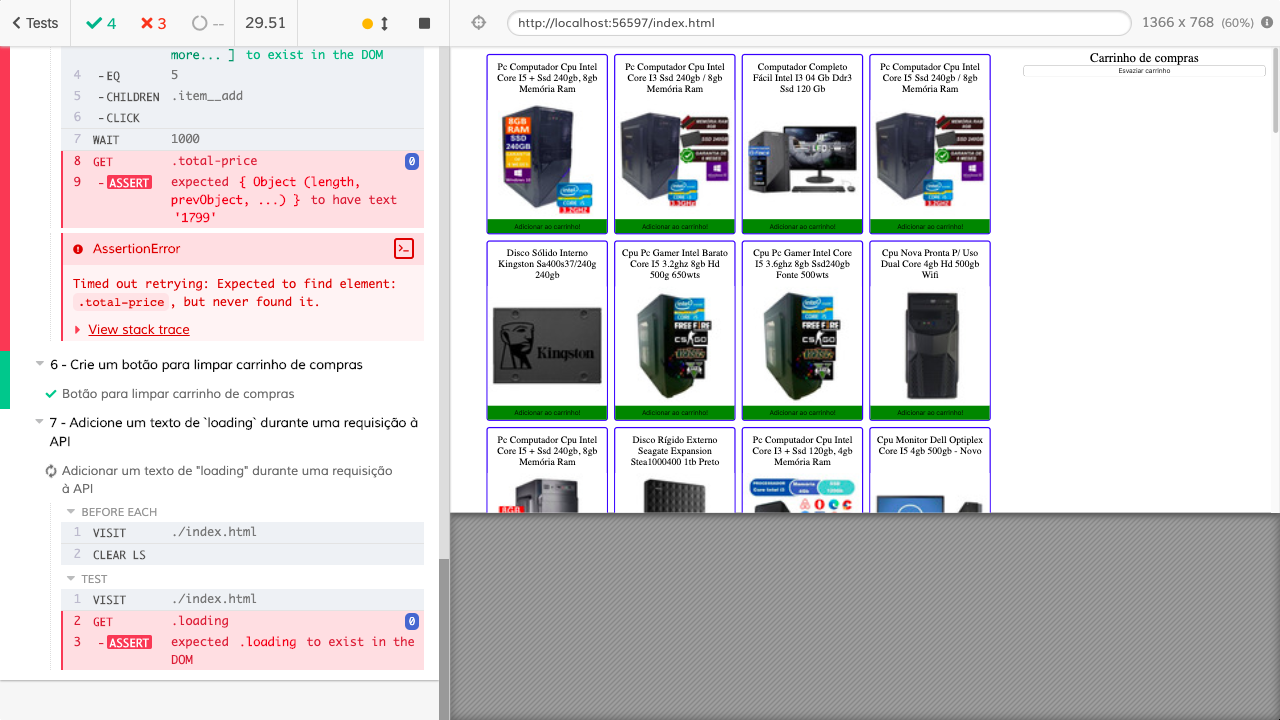 Tests
4
3
--
29.51
more... ] to exist in the DOM
4 -EQ 5
5 -CHILDREN .item__add
6 -CLICK
7 WAIT 1000
8 GET .total-price 0
9 -ASSERT expected { Object (length,
prevObject, ...) } to have text
'1799'
AssertionError
Timed out retrying: Expected to find element:
.total-price, but never found it.
View stack trace
6 - Crie um botão para limpar carrinho de compras
Botão para limpar carrinho de compras
7 - Adicione um texto de `loading` durante uma requisição à
API
Adicionar um texto de "loading" durante uma requisição
à API
BEFORE EACH
1 VISIT ./index.html
2 CLEAR LS
TEST
1 VISIT ./index.html
2 GET .loading 0
3 -ASSERT expected .loading to exist in the
DOM
http://localhost:56597/index.html
1366 x 768 (60%)
Pc Computador Cpu Intel
Core I5 + Ssd 240gb, 8gb
Memória Ram
8GB
RAM
SSD
240GB
Adicionar ao carrinho!
Pc Computador Cpu Intel
Core I3 Ssd 240gb / 8gb
Memória Ram
Adicionar ao carrinho!
Computador Completo
Fácil Intel I3 04 Gb Ddr3
Ssd 120 Gb
Adicionar ao carrinho!
Pc Computador Cpu Intel
Core I5 Ssd 240gb / 8gb
Memória Ram
Adicionar ao carrinho!
Disco Sólido Interno
Kingston Sa400s37/240g
240gb
Kingston
Adicionar ao carrinho!
Cpu Pc Gamer Intel Barato
Core I5 3.2ghz 8gb Hd
500g 650wts
FREE FIRE
CS GO
Adicionar ao carrinho!
Cpu Pc Gamer Intel Core
I5 3.6ghz 8gb Ssd240gb
Fonte 500wts
FREE FIRE
CS GO
Adicionar ao carrinho!
Cpu Nova Pronta P/ Uso
Dual Core 4gb Hd 500gb
Wifi
Adicionar ao carrinho!
Pc Computador Cpu Intel
Core I5 + Ssd 240gb, 8gb
Memória Ram
8GB
Disco Rígido Externo
Seagate Expansion
Stea1000400 1tb Preto
Pc Computador Cpu Intel
Core I3 + Ssd 120gb, 4gb
Memória Ram
Cpu Monitor Dell Optiplex
Core I5 4gb 500gb - Novo
Carrinho de compras
Esvaziar carrinho